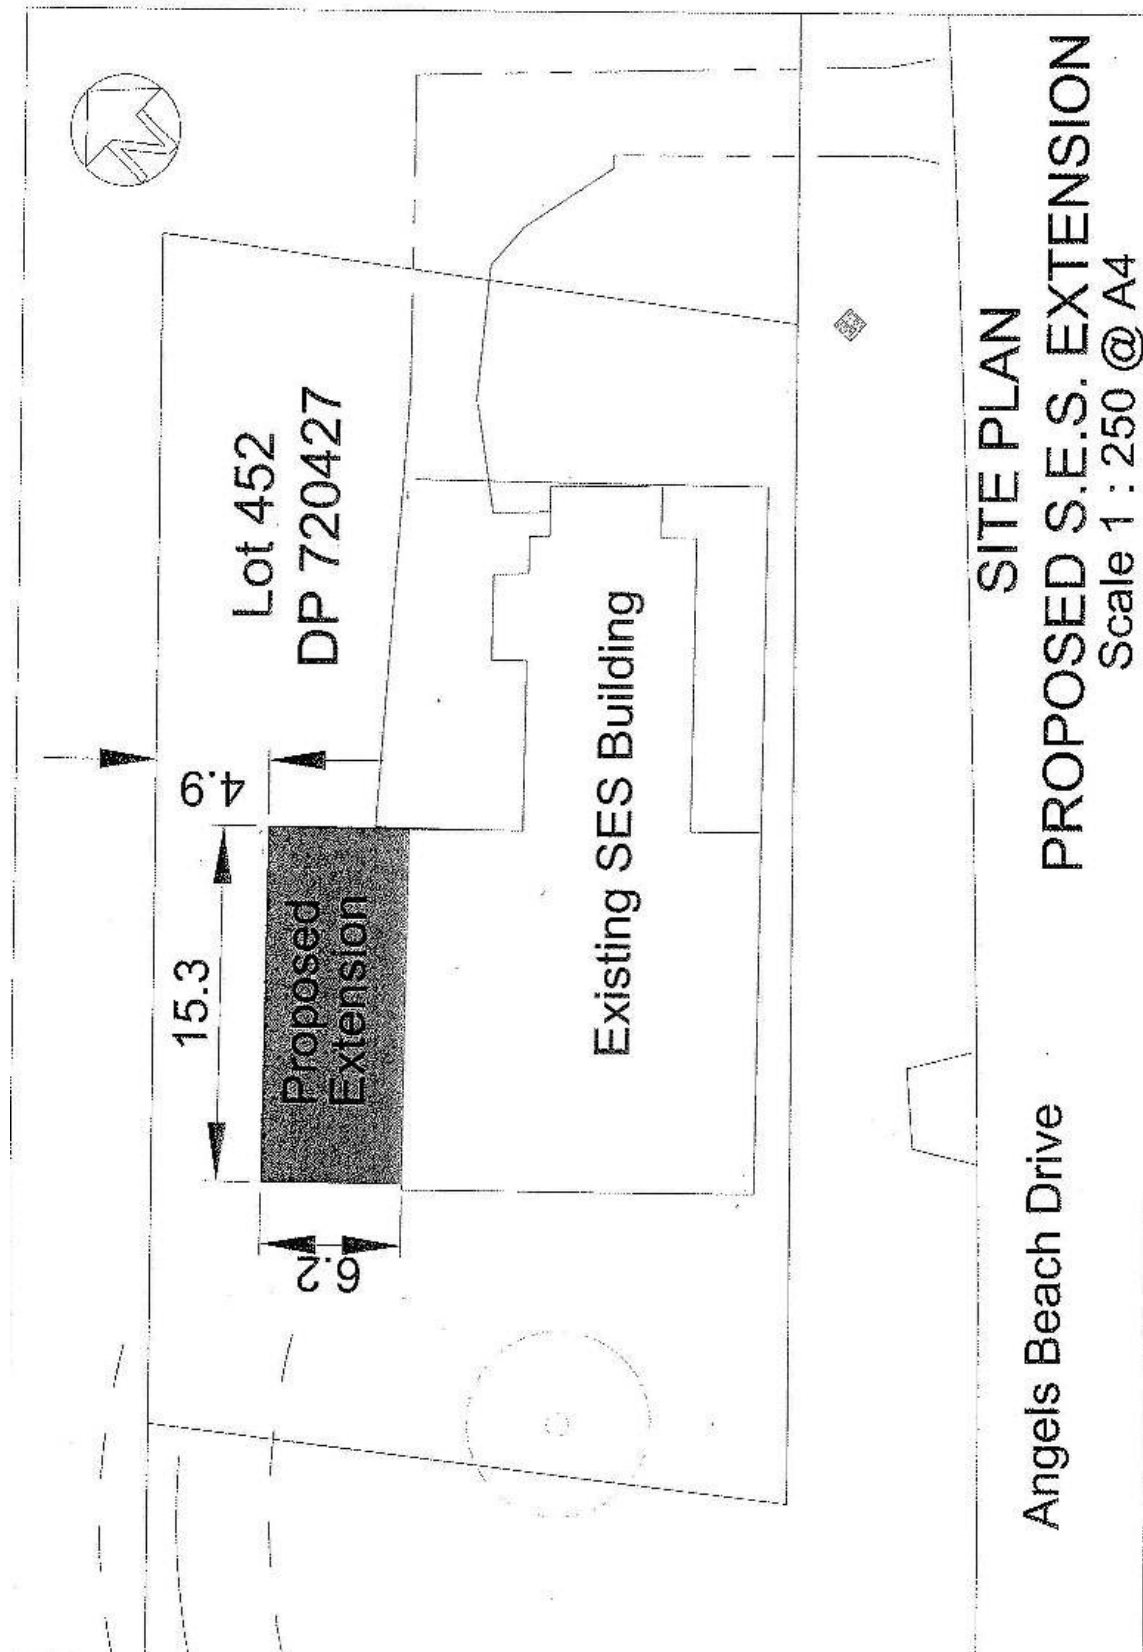 15.3
4.9
Lot 452
DP 720427
6.2
Proposed
Extension
Existing SES Building
Angels Beach Drive
SITE PLAN
PROPOSED S.E.S. EXTENSION
Scale 1 : 250 @ A4